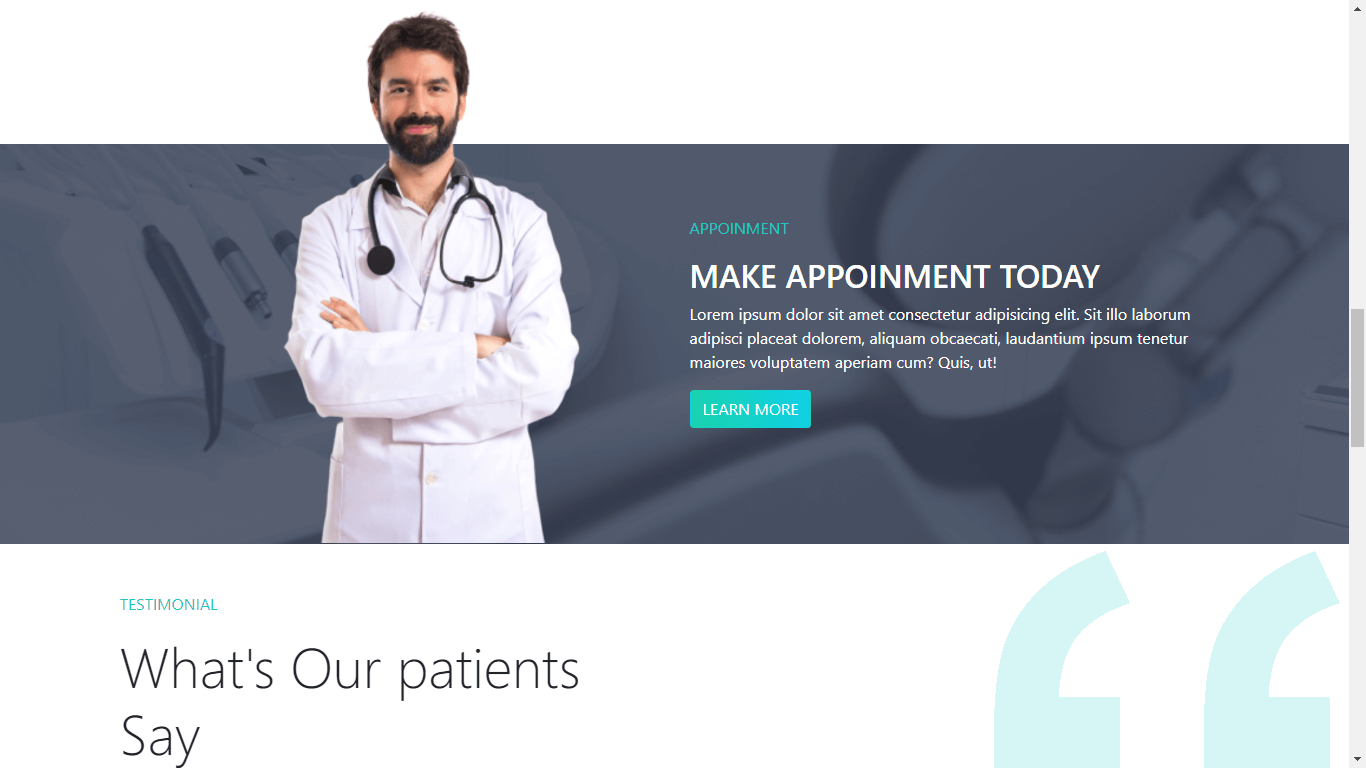 APPOINMENT
MAKE APPOINMENT TODAY
Lorem ipsum dolor sit amet consectetur adipisicing elit. Sit illo laborum
adipisci placeat dolorem, aliquam obcaecati, laudantium ipsum tenetur
maiores voluptatem aperiam cum? Quis, ut!
LEARN MORE
TESTIMONIAL
What's Our patients
Say